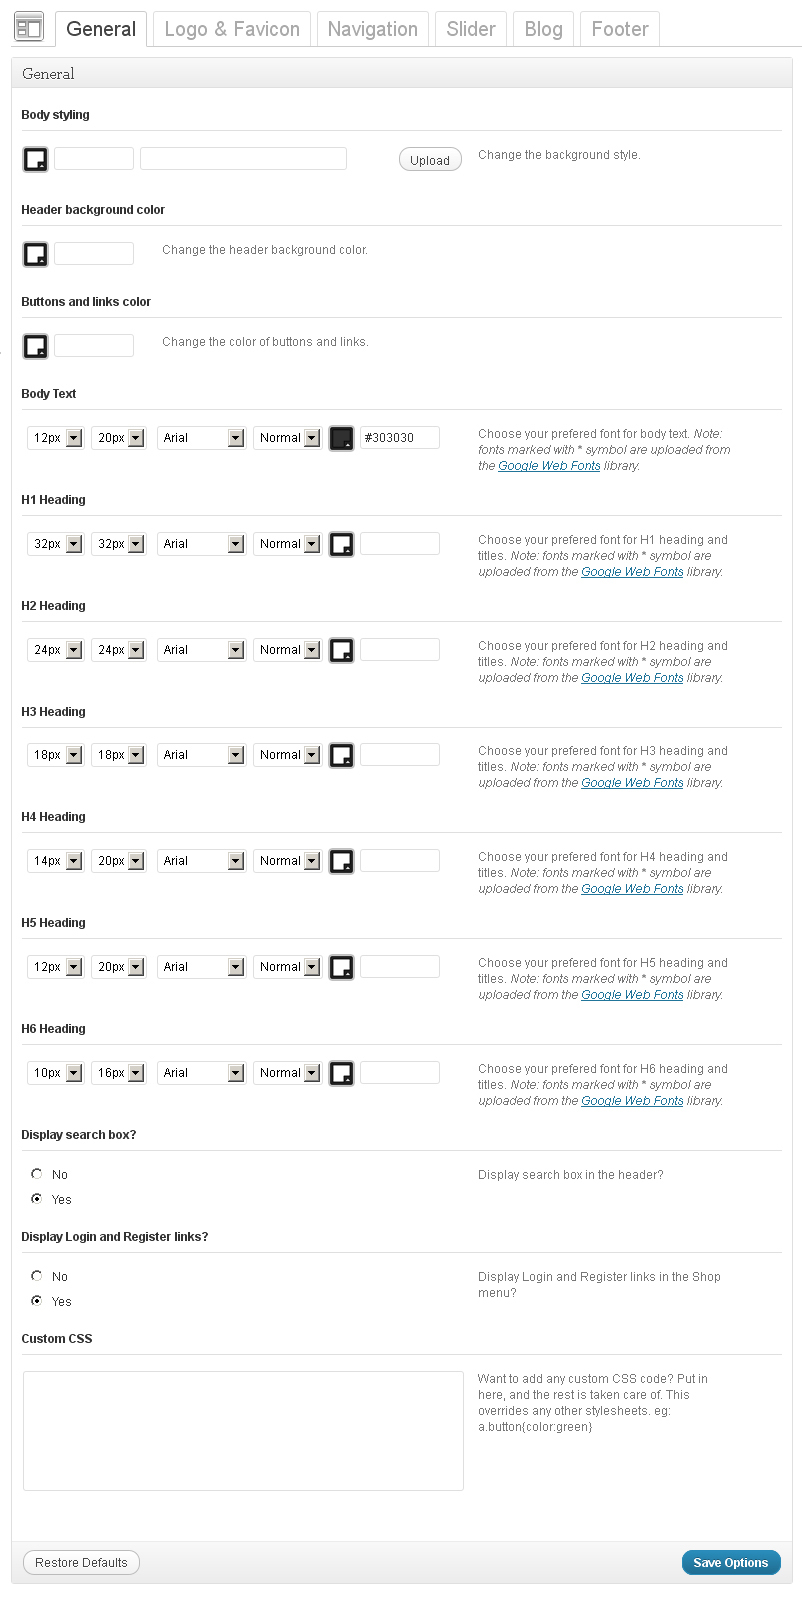 General Logo & Favicon Navigation Slider Blog Footer
General
Body styling
Upload Change the background style.
Header background color
Change the header background color.
Buttons and links color
Change the color of buttons and links.
Body Text
12px 20px Arial Normal #303030 Choose your prefered font for body text. Note:
fonts marked with * symbol are uploaded from
the Google Web Fonts library.
H1 Heading
32px 32px Arial Normal Choose your prefered font for H1 heading and
titles. Note: fonts marked with * symbol are
uploaded from the Google Web Fonts library.
H2 Heading
24px 24px Arial Normal Choose your prefered font for H2 heading and
titles. Note: fonts marked with * symbol are
uploaded from the Google Web Fonts library.
H3 Heading
18px 18px Arial Normal Choose your prefered font for H3 heading and
titles. Note: fonts marked with * symbol are
uploaded from the Google Web Fonts library.
H4 Heading
14px 20px Arial Normal Choose your prefered font for H4 heading and
titles. Note: fonts marked with * symbol are
uploaded from the Google Web Fonts library.
H5 Heading
12px 20px Arial Normal Choose your prefered font for H5 heading and
titles. Note: fonts marked with * symbol are
uploaded from the Google Web Fonts library.
H6 Heading
10px 16px Arial Normal Choose your prefered font for H6 heading and
titles. Note: fonts marked with * symbol are
uploaded from the Google Web Fonts library.
Display search box?
No Display search box in the header?
Yes
Display Login and Register links?
No Display Login and Register links in the Shop
menu?
Yes
Custom CSS
Want to add any custom CSS code? Put in
here, and the rest is taken care of. This
overrides any other stylesheets. eg:
a.button{color:green}
Restore Defaults Save Options